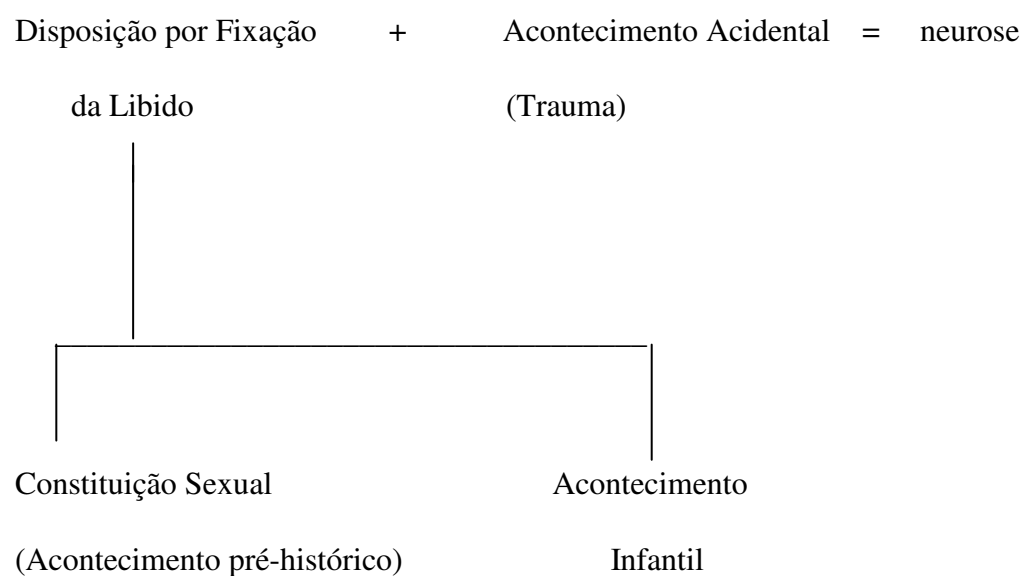 Disposição por Fixação + Acontecimento Acidental = neurose
da Libido (Trauma)
Constituição Sexual Acontecimento
(Acontecimento pré-histórico) Infantil